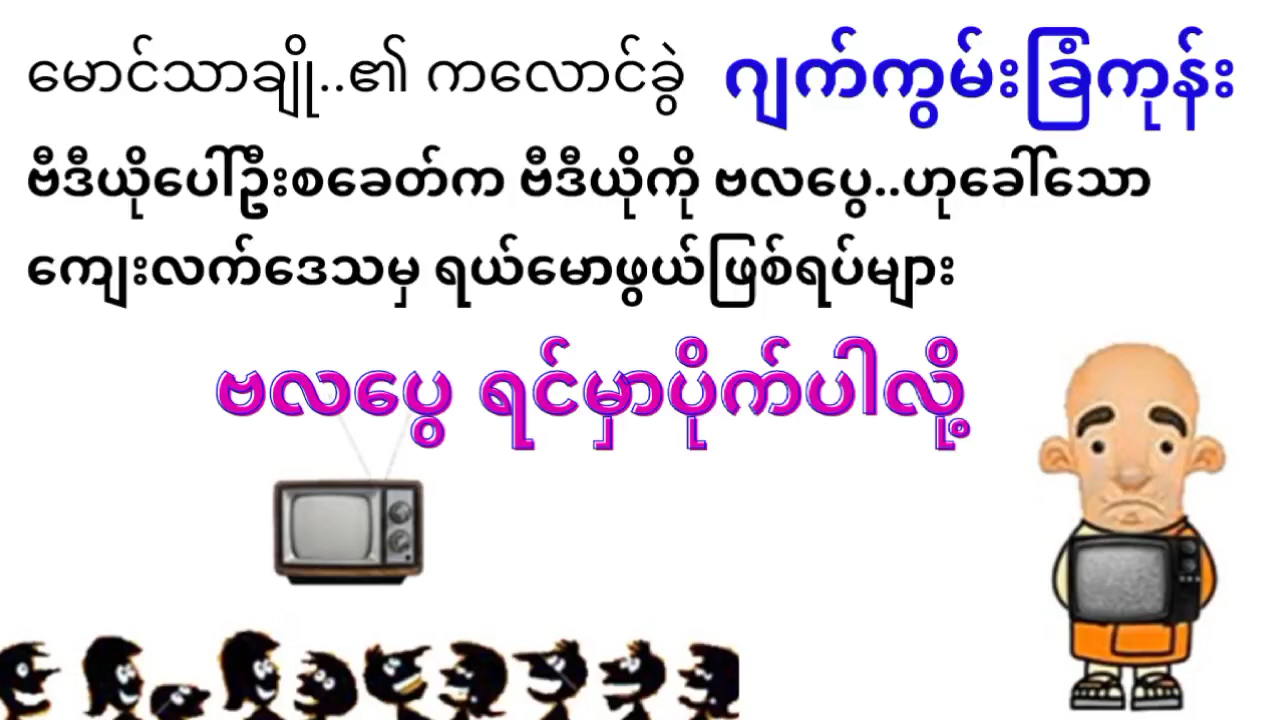 မောင်သာချို..၏ ကလောင်ခွဲ ဂျက်ကွမ်းခြံကုန်း
ဗီဒီယိုပေါ်ဦးစခေတ်က ဗီဒီယိုကို ဗလပွေ..ဟုခေါ်သော
ကျေးလက်ဒေသမှ ရယ်မောဖွယ်ဖြစ်ရပ်များ
ဗလပွေ ရင်မှာပိုက်ပါလို့